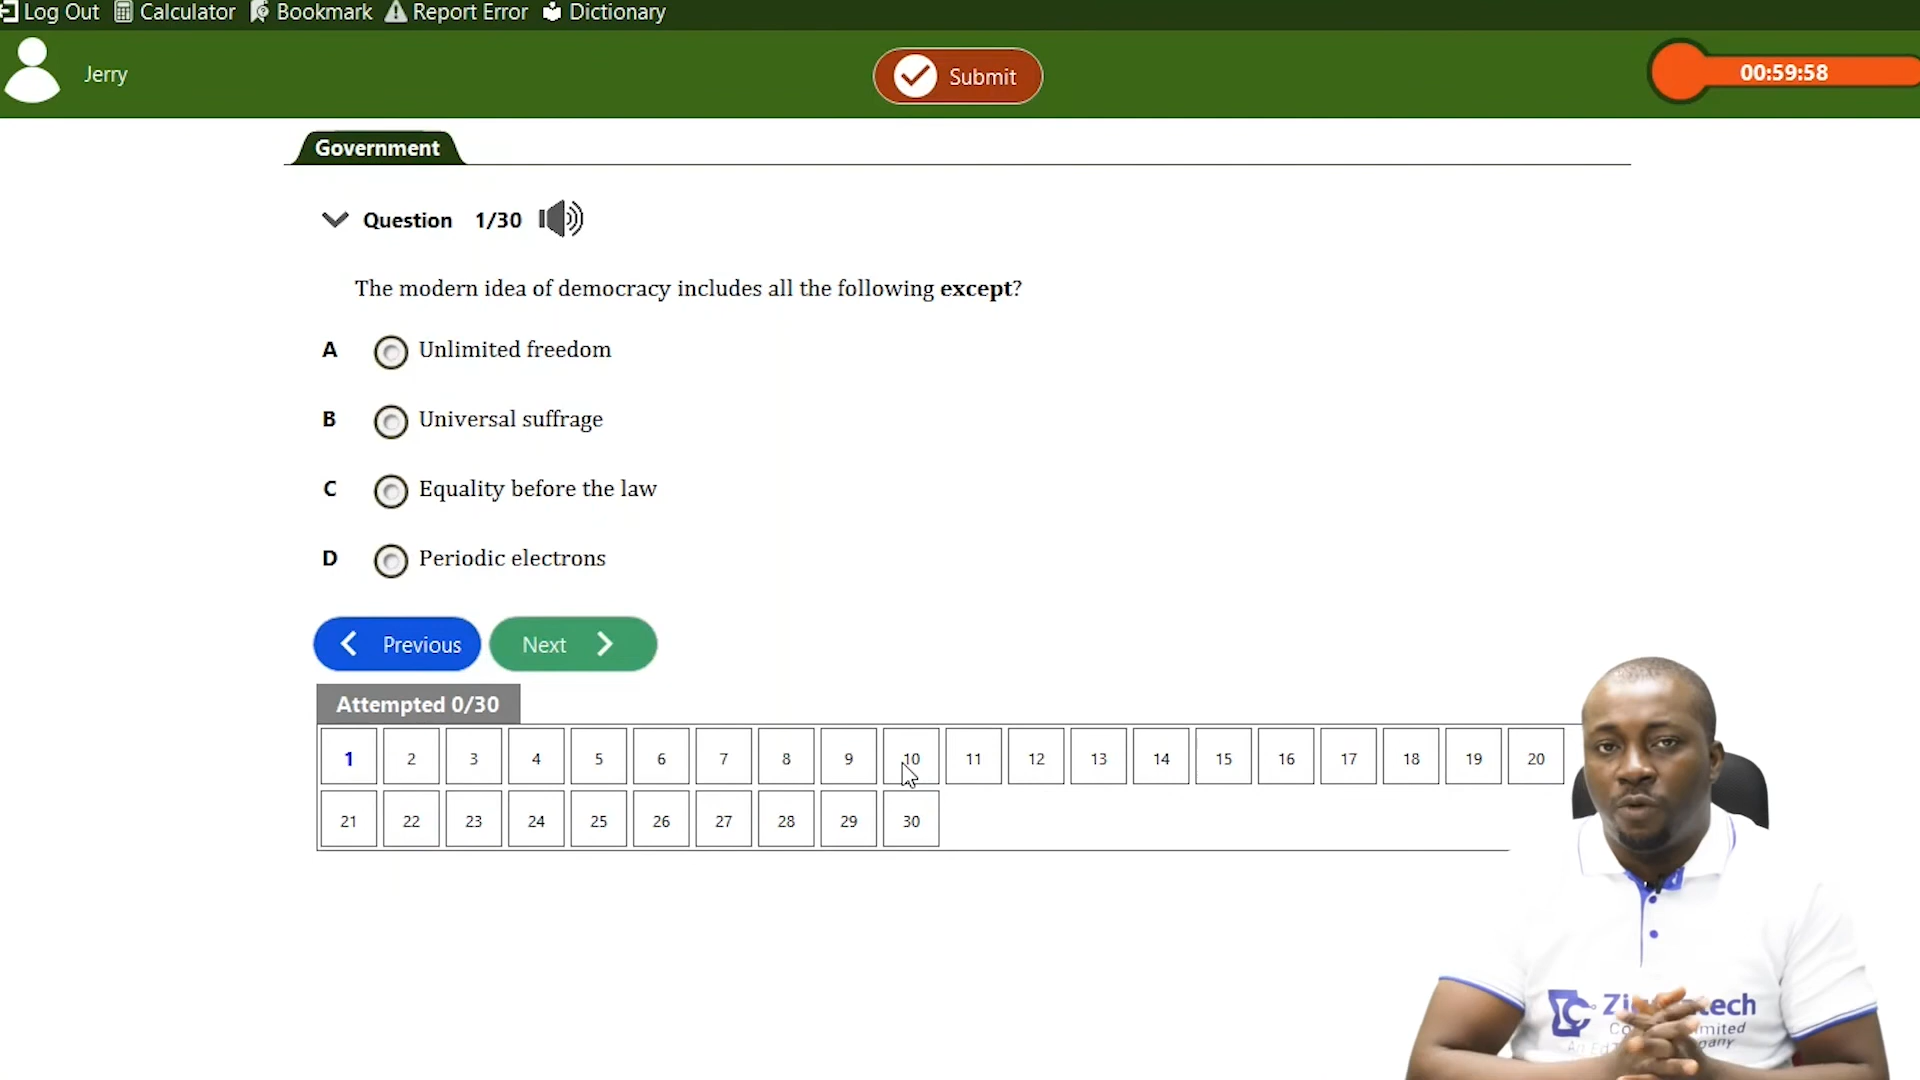 Log Out Calculator Bookmark Report Error Dictionary
Jerry
Submit
00:59:58
Government
Question 1/30
The modern idea of democracy includes all the following except?
A Unlimited freedom
B Universal suffrage
C Equality before the law
D Periodic electrons
Previous Next
Attempted 0/30
1 2 3 4 5 6 7 8 9 10 11 12 13 14 15 16 17 18 19 20
21 22 23 24 25 26 27 28 29 30